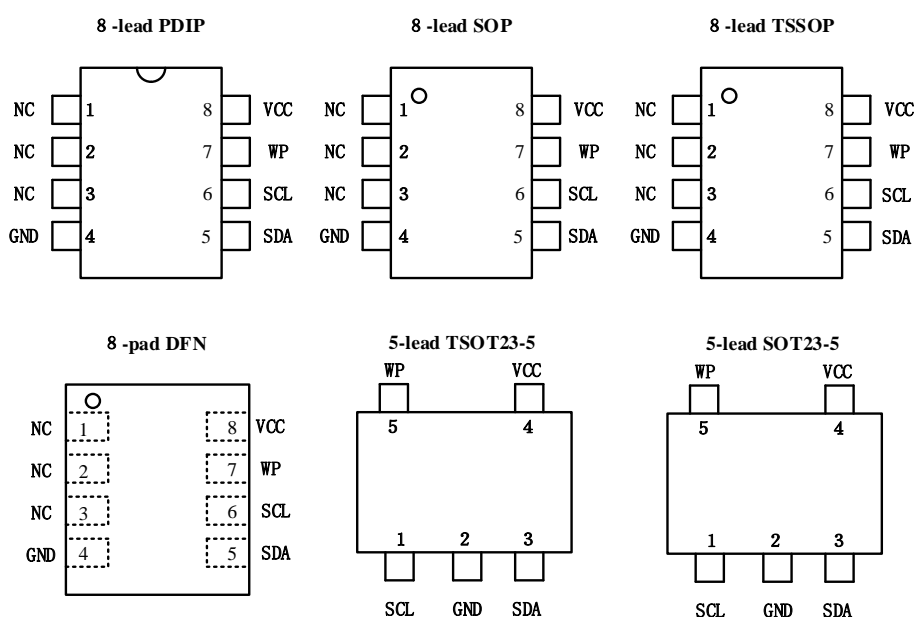 8 -lead PDIP
NC 1 8 VCC
NC 2 7 WP
NC 3 6 SCL
GND 4 5 SDA
8 -lead SOP
NC 1 8 VCC
NC 2 7 WP
NC 3 6 SCL
GND 4 5 SDA
8 -lead TSSOP
NC 1 8 VCC
NC 2 7 WP
NC 3 6 SCL
GND 4 5 SDA
8 -pad DFN
NC 1 8 VCC
NC 2 7 WP
NC 3 6 SCL
GND 4 5 SDA
5-lead TSOT23-5
WP VCC
5 4
1 2 3
SCL GND SDA
5-lead SOT23-5
WP VCC
5 4
1 2 3
SCL GND SDA